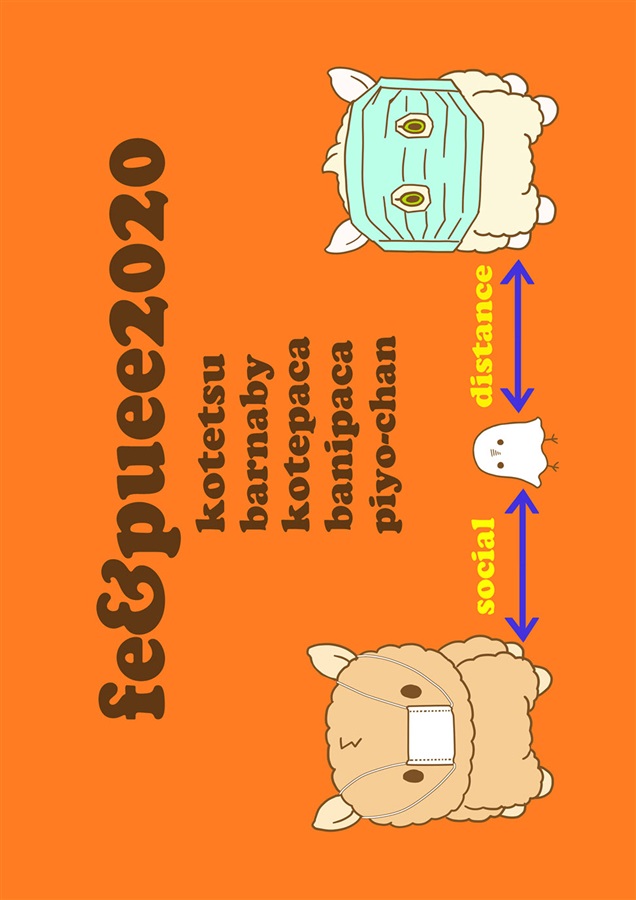 fe&puee2020
kotetsu
barnaby
kotepaca
banipaca
piyo-chan
social
distance